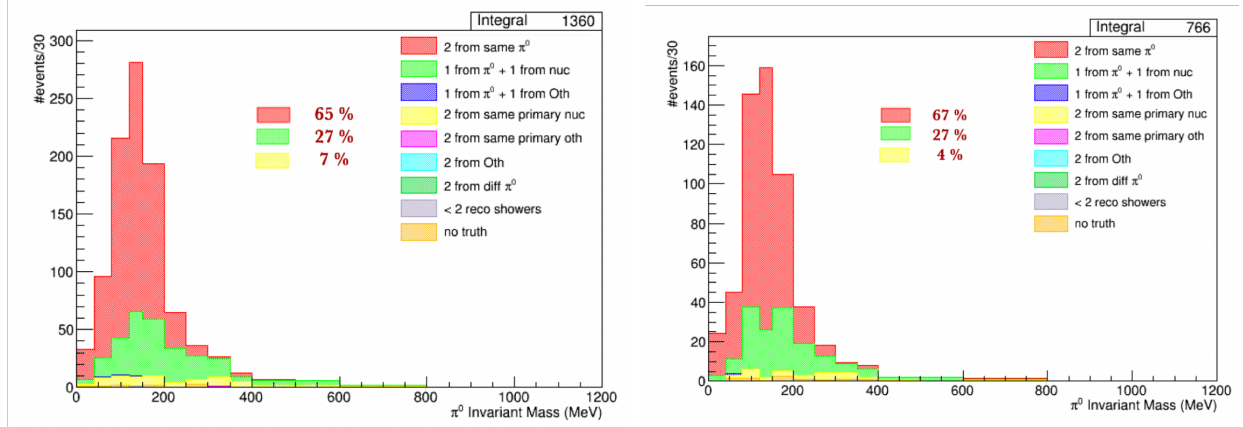 Integral 1360
#events/30
300
250
200
150
100
50
0
2 from same π⁰
1 from π⁰ + 1 from nuc
1 from π⁰ + 1 from Oth
2 from same primary nuc
2 from same primary oth
2 from Oth
2 from diff π⁰
< 2 reco showers
no truth
65 %
27 %
7 %
0 200 400 600 800 1000 1200
π⁰ Invariant Mass (MeV)
Integral 766
#events/30
160
140
120
100
80
60
40
20
0
2 from same π⁰
1 from π⁰ + 1 from nuc
1 from π⁰ + 1 from Oth
2 from same primary nuc
2 from same primary oth
2 from Oth
2 from diff π⁰
< 2 reco showers
no truth
67 %
27 %
4 %
0 200 400 600 800 1000 1200
π⁰ Invariant Mass (MeV)